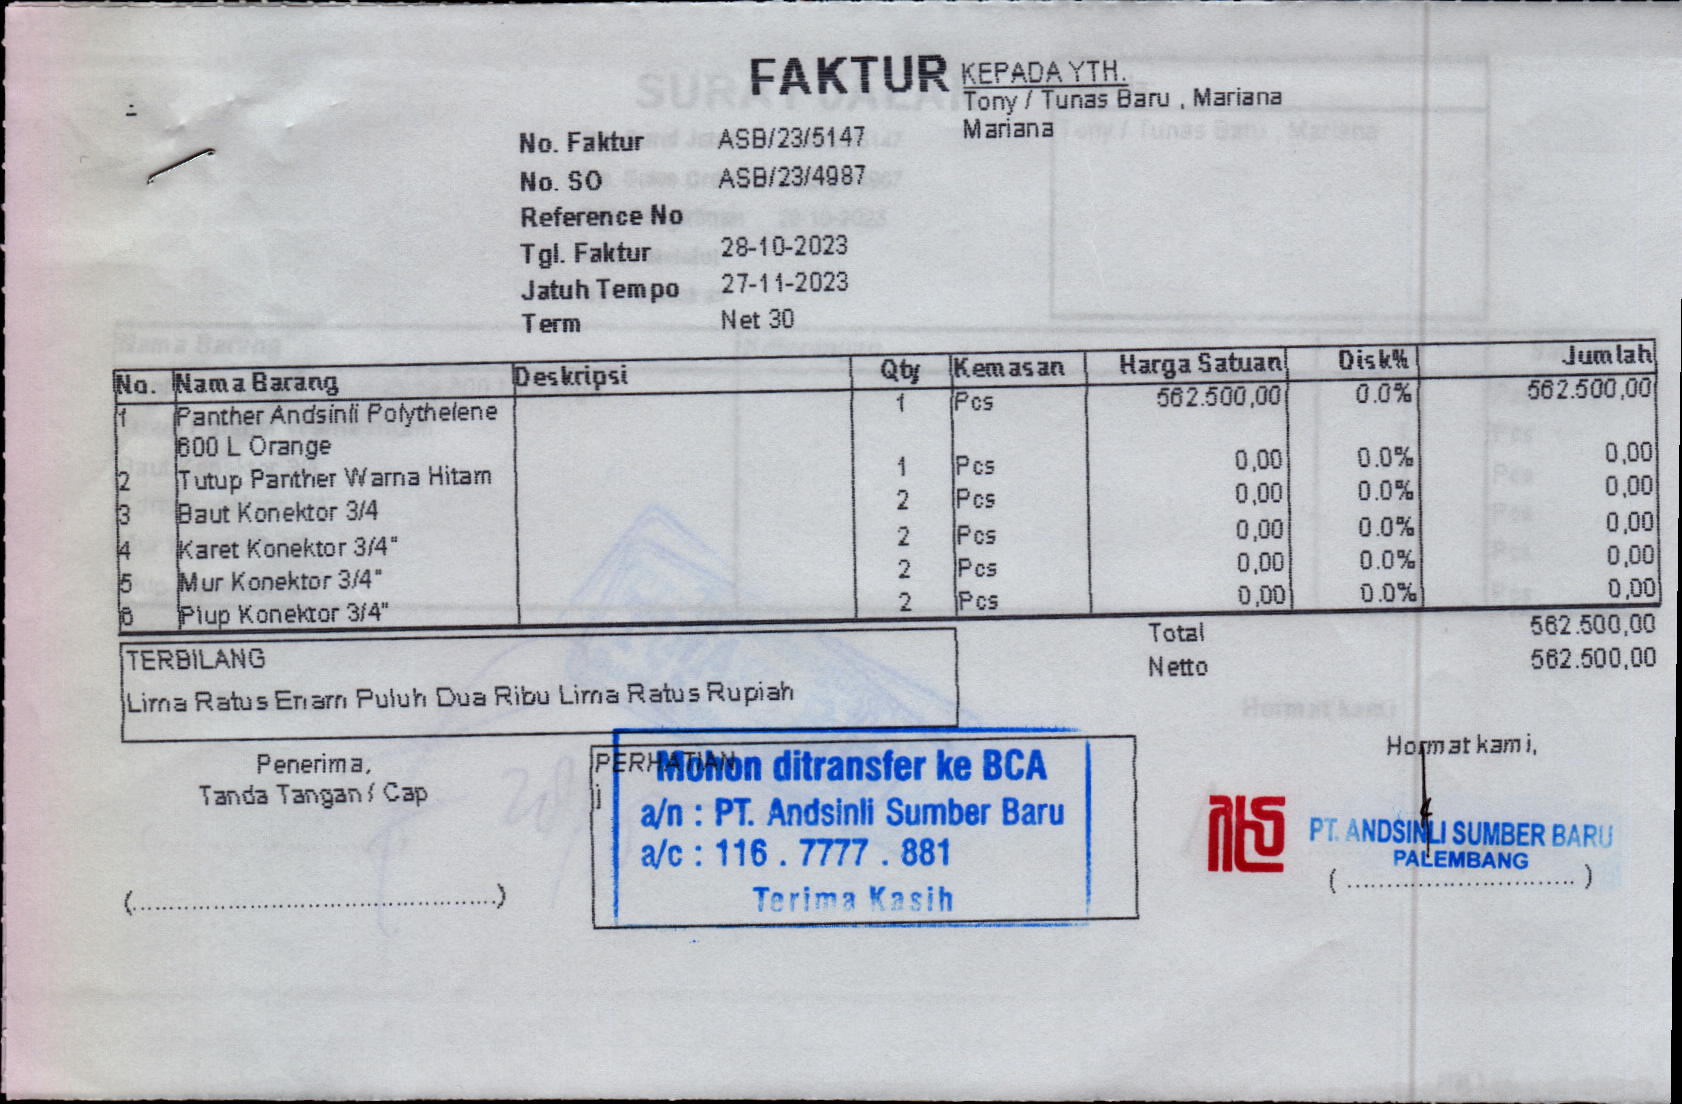 FAKTUR
KEPADA YTH.
Tony / Tunas Baru , Mariana
Mariana
No. Faktur ASB/23/5147
No. SO ASB/23/4987
Reference No
Tgl. Faktur 28-10-2023
Jatuh Tempo 27-11-2023
Term Net 30
No. Nama Barang Deskripsi Qty Kemasan Harga Satuan Disk% Jumlah
1 Panther Andsinli Polythelene 1 Pcs 562.500,00 0.0% 562.500,00
600 L Orange
2 Tutup Panther Warna Hitam 1 Pcs 0,00 0.0% 0,00
3 Baut Konektor 3/4 2 Pcs 0,00 0.0% 0,00
4 Karet Konektor 3/4" 2 Pcs 0,00 0.0% 0,00
5 Mur Konektor 3/4" 2 Pcs 0,00 0.0% 0,00
6 Plup Konektor 3/4" 2 Pcs 0,00 0.0% 0,00
Total 562.500,00
Netto 562.500,00
TERBILANG
Lima Ratus Enam Puluh Dua Ribu Lima Ratus Rupiah
Penerima,
Tanda Tangan / Cap
(..............................................)
PERHATIAN
i
Mohon ditransfer ke BCA
a/n : PT. Andsinli Sumber Baru
a/c : 116 . 7777 . 881
Terima Kasih
Hormat kami,
PT. ANDSINLI SUMBER BARU
PALEMBANG
( ............................. )